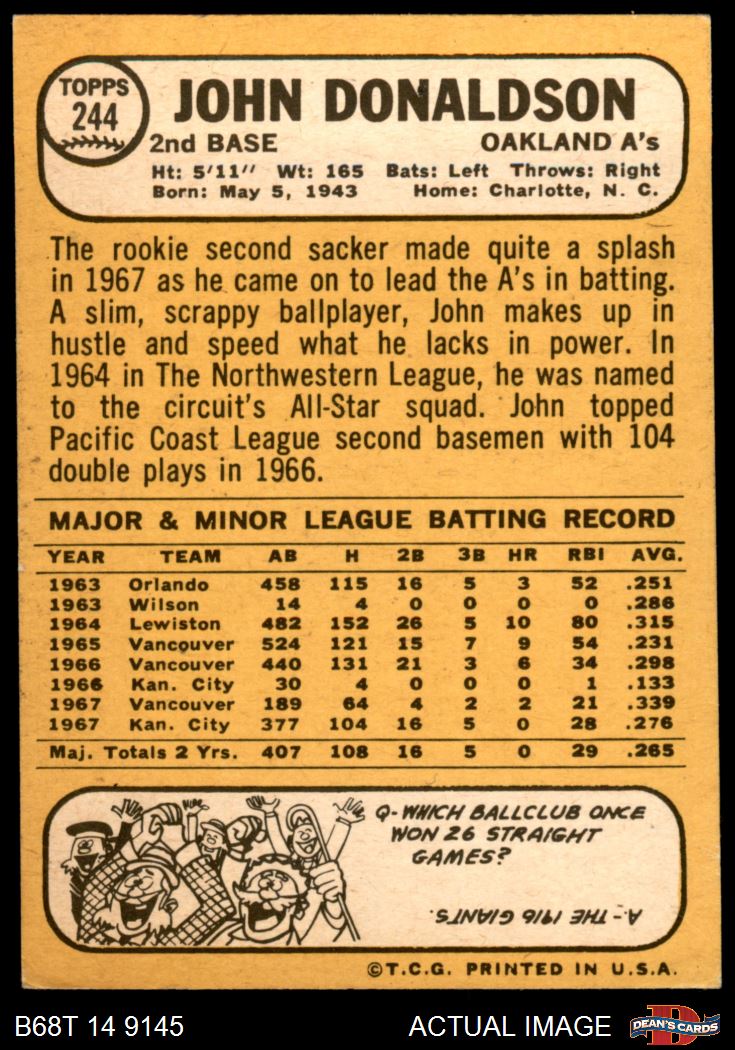 TOPPS
244
JOHN DONALDSON
2nd BASE OAKLAND A's
Ht: 5'11" Wt: 165 Bats: Left Throws: Right
Born: May 5, 1943 Home: Charlotte, N. C.
The rookie second sacker made quite a splash
in 1967 as he came on to lead the A's in batting.
A slim, scrappy ballplayer, John makes up in
hustle and speed what he lacks in power. In
1964 in The Northwestern League, he was named
to the circuit's All-Star squad. John topped
Pacific Coast League second basemen with 104
double plays in 1966.
MAJOR & MINOR LEAGUE BATTING RECORD
YEAR TEAM AB H 2B 3B HR RBI AVG.
1963 Orlando 458 115 16 5 3 52 .251
1963 Wilson 14 4 0 0 0 0 .286
1964 Lewiston 482 152 26 5 10 80 .315
1965 Vancouver 524 121 15 7 9 54 .231
1966 Vancouver 440 131 21 3 6 34 .298
1966 Kan. City 30 4 0 0 0 1 .133
1967 Vancouver 189 64 4 2 2 21 .339
1967 Kan. City 377 104 16 5 0 28 .276
Maj. Totals 2 Yrs. 407 108 16 5 0 29 .265
Q-WHICH BALLCLUB ONCE
WON 26 STRAIGHT
GAMES?
A-THE 1916 GIANTS.
©T.C.G. PRINTED IN U.S.A.
B68T 14 9145 ACTUAL IMAGE D DEAN'S CARDS